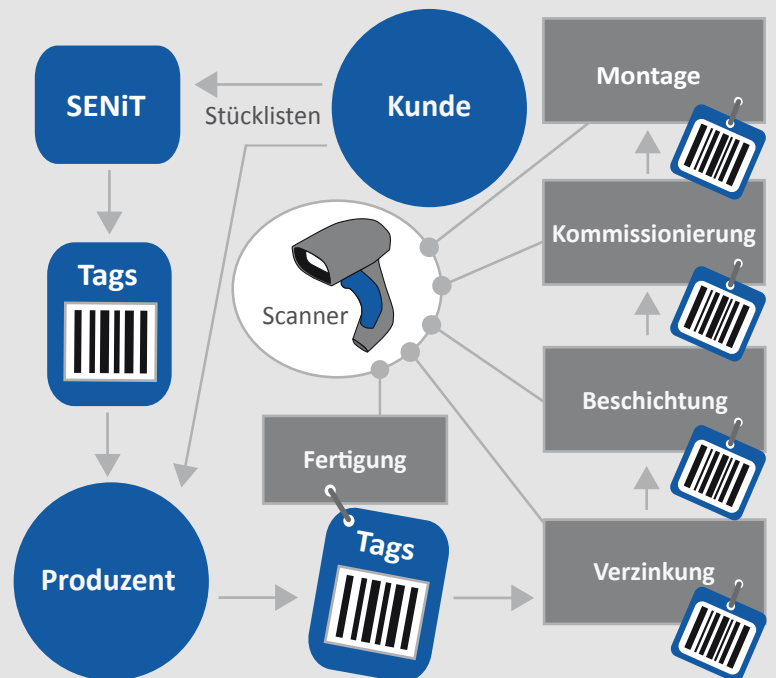 SENiT
Stücklisten
Kunde
Montage
Tags
Scanner
Kommissionierung
Beschichtung
Fertigung
Produzent
Tags
Verzinkung